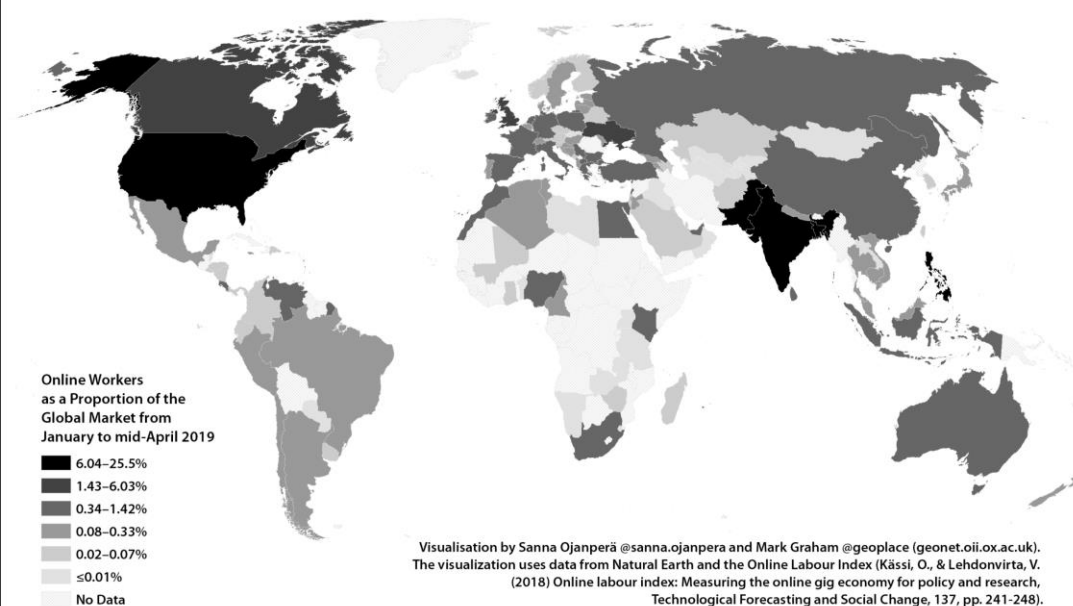 Online Workers
as a Proportion of the
Global Market from
January to mid-April 2019
6.04–25.5%
1.43–6.03%
0.34–1.42%
0.08–0.33%
0.02–0.07%
≤0.01%
No Data
Visualisation by Sanna Ojanperä @sanna.ojanpera and Mark Graham @geoplace (geonet.oii.ox.ac.uk).
The visualization uses data from Natural Earth and the Online Labour Index (Kässi, O., & Lehdonvirta, V.
(2018) Online labour index: Measuring the online gig economy for policy and research,
Technological Forecasting and Social Change, 137, pp. 241-248).